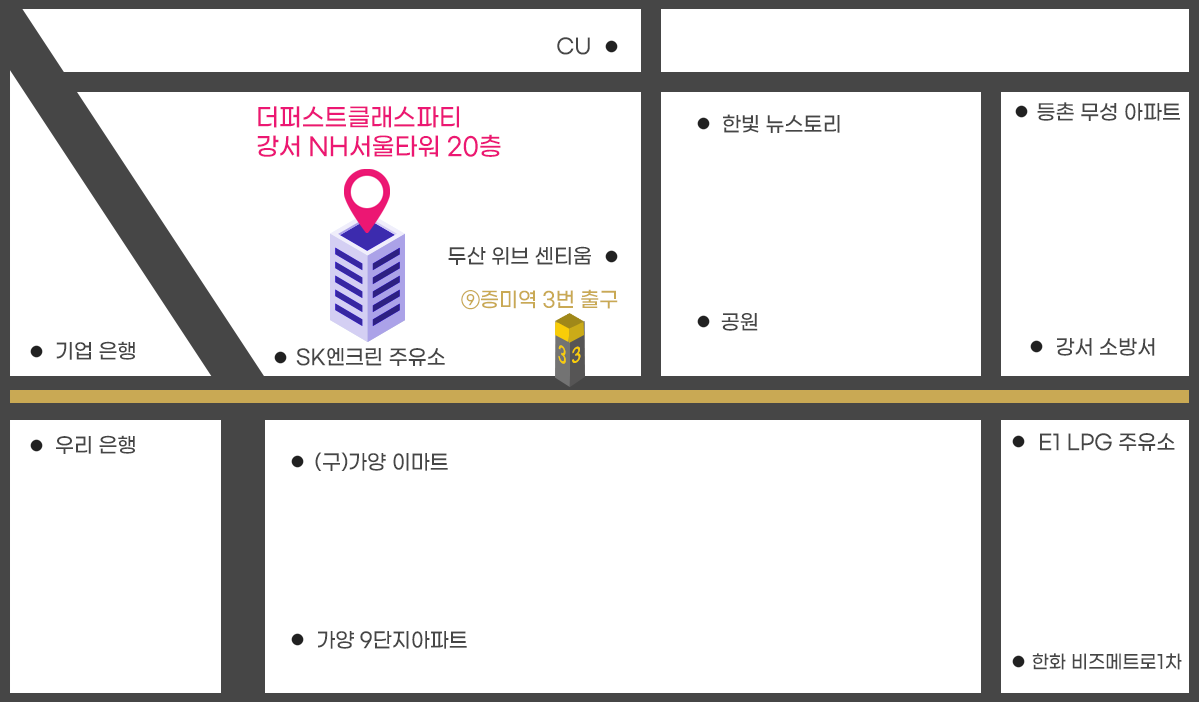 CU
더퍼스트클래스파티
강서 NH서울타워 20층
한빛 뉴스토리
등촌 무성 아파트
두산 위브 센티움
⑨증미역 3번 출구
3 3
공원
기업 은행
SK엔크린 주유소
강서 소방서
우리 은행
(구)가양 이마트
E1 LPG 주유소
가양 9단지아파트
한화 비즈메트로1차